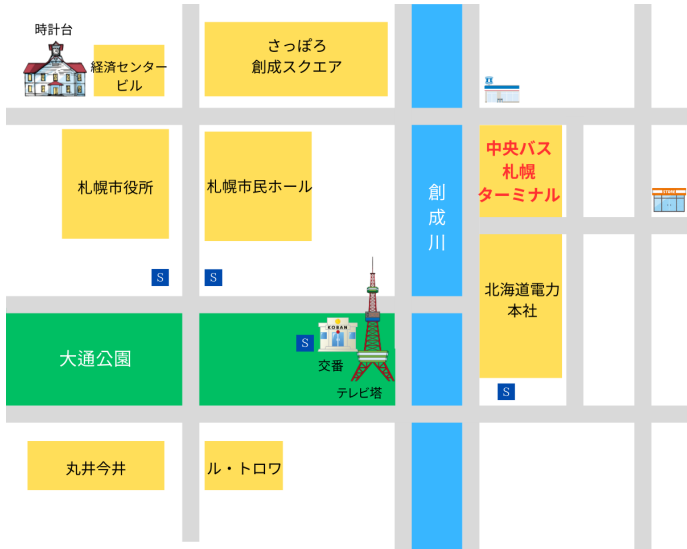 時計台
経済センター
ビル
さっぽろ
創成スクエア
札幌市役所
札幌市民ホール
創成川
中央バス
札幌
ターミナル
北海道電力
本社
S
S
S
KOBAN
交番
テレビ塔
大通公園
S
丸井今井
ル・トロワ